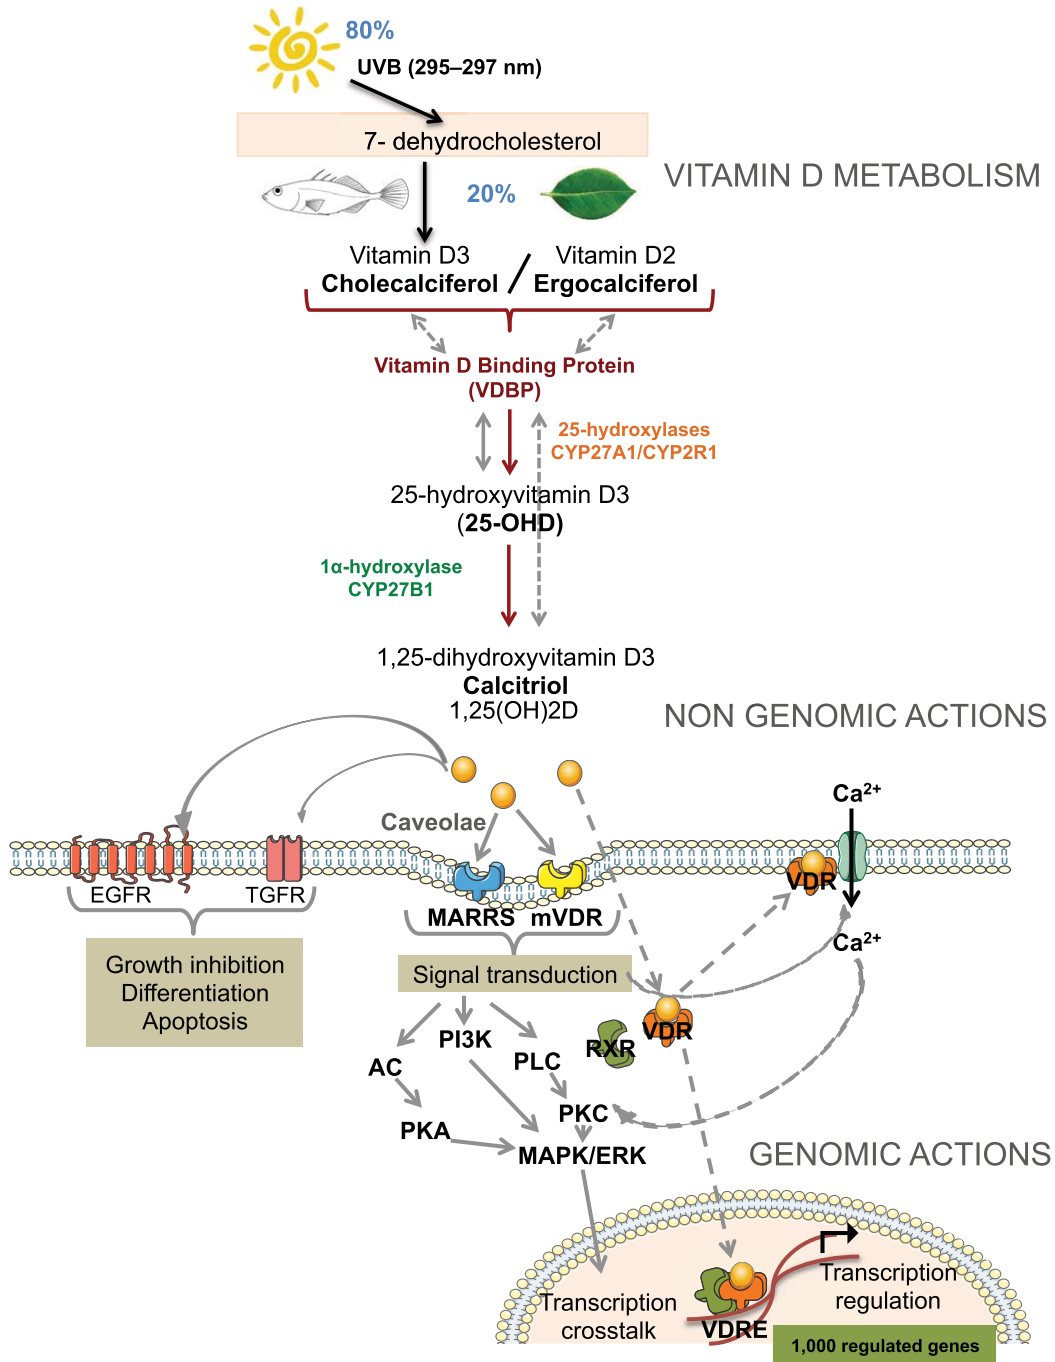 80%
UVB (295–297 nm)
7- dehydrocholesterol
VITAMIN D METABOLISM
20%
Vitamin D3
Cholecalciferol
/
Vitamin D2
Ergocalciferol
Vitamin D Binding Protein
(VDBP)
25-hydroxylases
CYP27A1/CYP2R1
25-hydroxyvitamin D3
(25-OHD)
1α-hydroxylase
CYP27B1
1,25-dihydroxyvitamin D3
Calcitriol
1,25(OH)2D
NON GENOMIC ACTIONS
Ca2+
Caveolae
VDR
EGFR
TGFR
MARRS
mVDR
Ca2+
Growth inhibition
Differentiation
Apoptosis
Signal transduction
VDR
RXR
PI3K
AC
PLC
PKC
PKA
MAPK/ERK
GENOMIC ACTIONS
Transcription
regulation
Transcription
crosstalk
VDRE
1,000 regulated genes